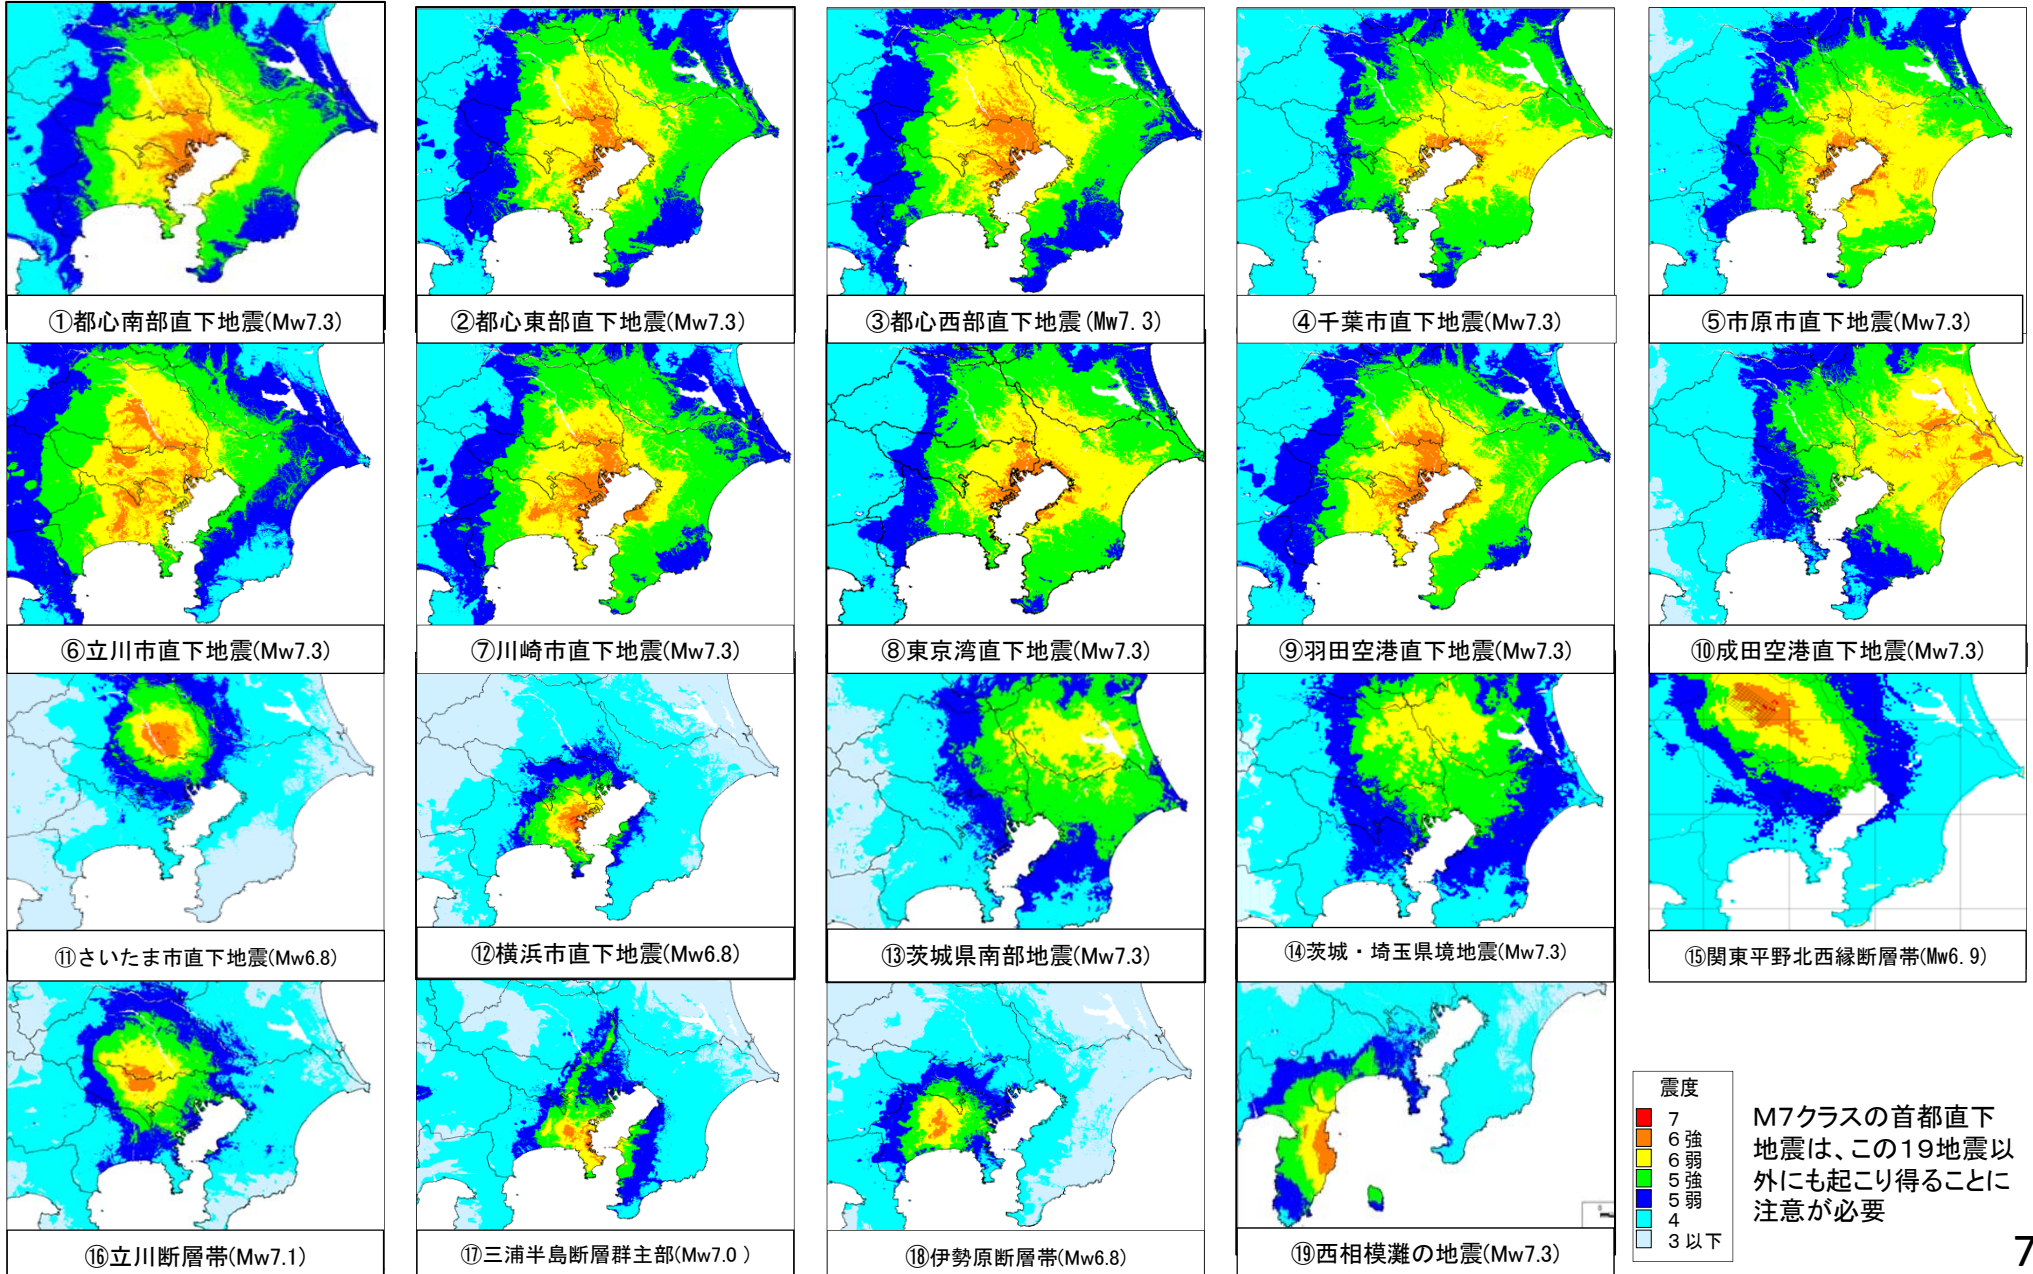 ①都心南部直下地震(Mw7.3)
②都心東部直下地震(Mw7.3)
③都心西部直下地震(Mw7.3)
④千葉市直下地震(Mw7.3)
⑤市原市直下地震(Mw7.3)
⑥立川市直下地震(Mw7.3)
⑦川崎市直下地震(Mw7.3)
⑧東京湾直下地震(Mw7.3)
⑨羽田空港直下地震(Mw7.3)
⑩成田空港直下地震(Mw7.3)
⑪さいたま市直下地震(Mw6.8)
⑫横浜市直下地震(Mw6.8)
⑬茨城県南部地震(Mw7.3)
⑭茨城・埼玉県境地震(Mw7.3)
⑮関東平野北西縁断層帯(Mw6.9)
⑯立川断層帯(Mw7.1)
⑰三浦半島断層群主部(Mw7.0 )
⑱伊勢原断層帯(Mw6.8)
⑲西相模灘の地震(Mw7.3)
震度
7
6強
6弱
5強
5弱
4
3以下
M7クラスの首都直下
地震は、この19地震以
外にも起こり得ることに
注意が必要
7